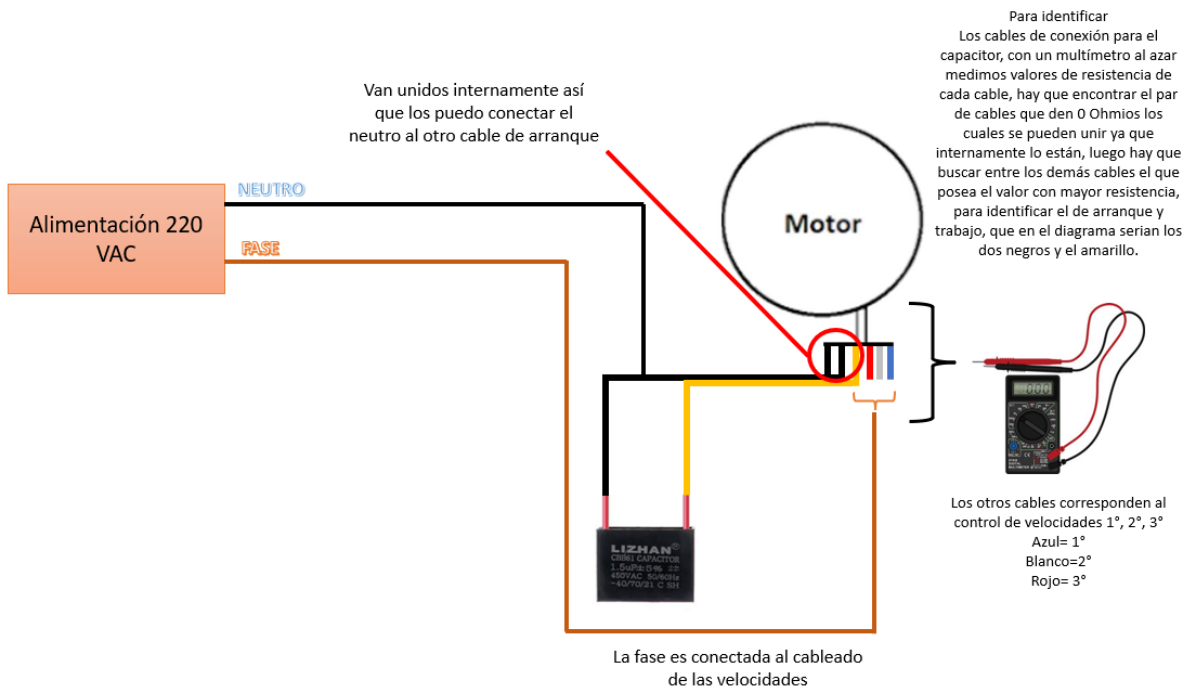 Para identificar
Los cables de conexión para el
capacitor, con un multímetro al azar
medimos valores de resistencia de
cada cable, hay que encontrar el par
de cables que den 0 Ohmios los
cuales se pueden unir ya que
internamente lo están, luego hay que
buscar entre los demás cables el que
posea el valor con mayor resistencia,
para identificar el de arranque y
trabajo, que en el diagrama serian los
dos negros y el amarillo.
Van unidos internamente así
que los puedo conectar el
neutro al otro cable de arranque
NEUTRO
Alimentación 220
VAC
FASE
Motor
LIZHAN®
CBB61 CAPACITOR
1.5uF±5%
450VAC 50/60Hz
-40/70/21 C SH
Los otros cables corresponden al
control de velocidades 1°, 2°, 3°
Azul= 1°
Blanco=2°
Rojo= 3°
La fase es conectada al cableado
de las velocidades